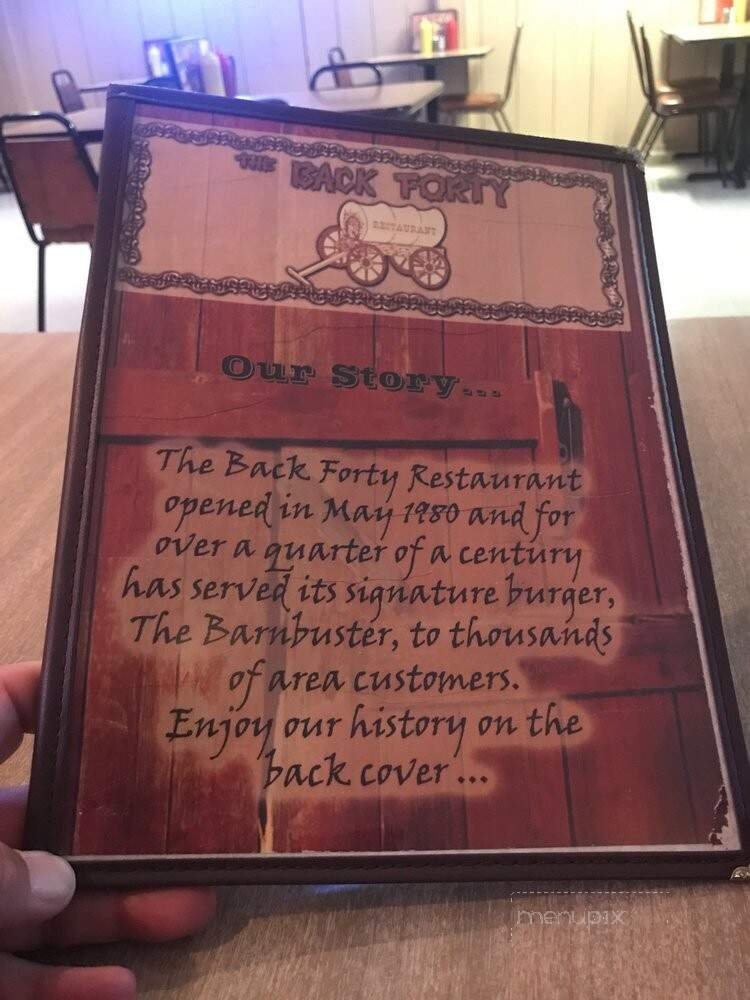 THE BACK FORTY
RESTAURANT
Our Story...
The Back Forty Restaurant
opened in May 1980 and for
over a quarter of a century
has served its signature burger,
The Barnbuster, to thousands
of area customers.
Enjoy our history on the
back cover ...
menupix